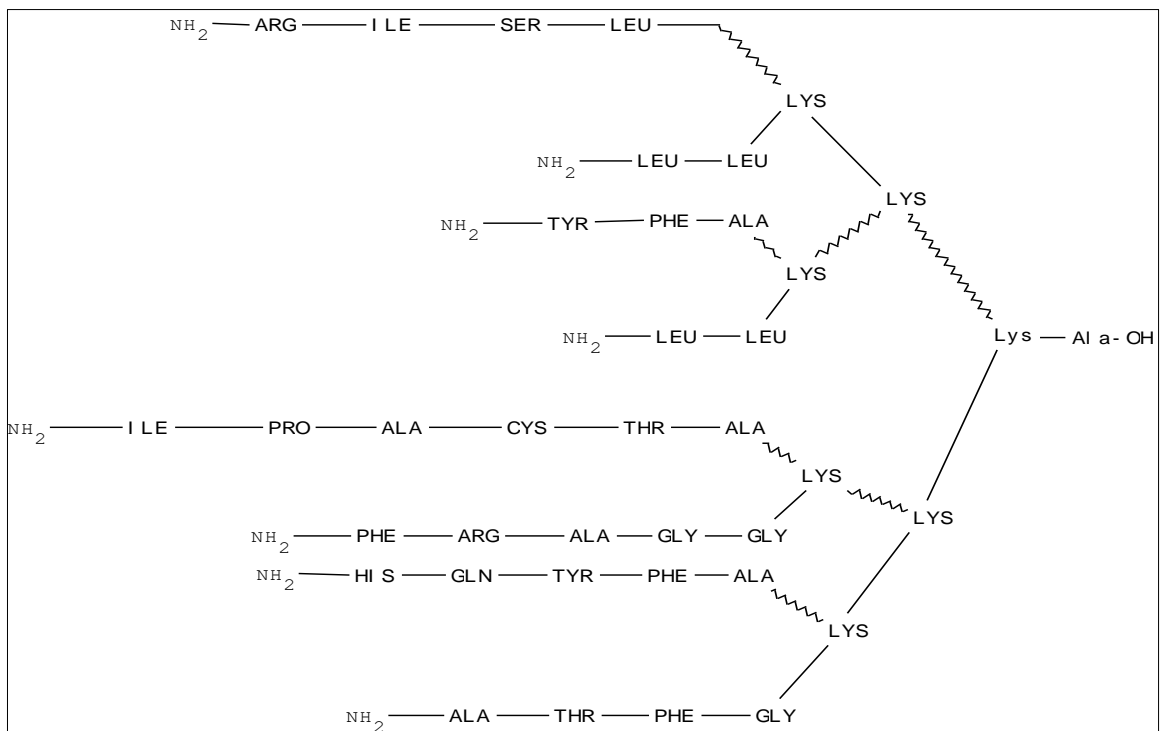 NH2 ARG ILE SER LEU
LYS
NH2 LEU LEU
LYS
NH2 TYR PHE ALA
LYS
NH2 LEU LEU
Lys Ala-OH
NH2 ILE PRO ALA CYS THR ALA
LYS
LYS
NH2 PHE ARG ALA GLY GLY
NH2 HIS GLN TYR PHE ALA
LYS
NH2 ALA THR PHE GLY